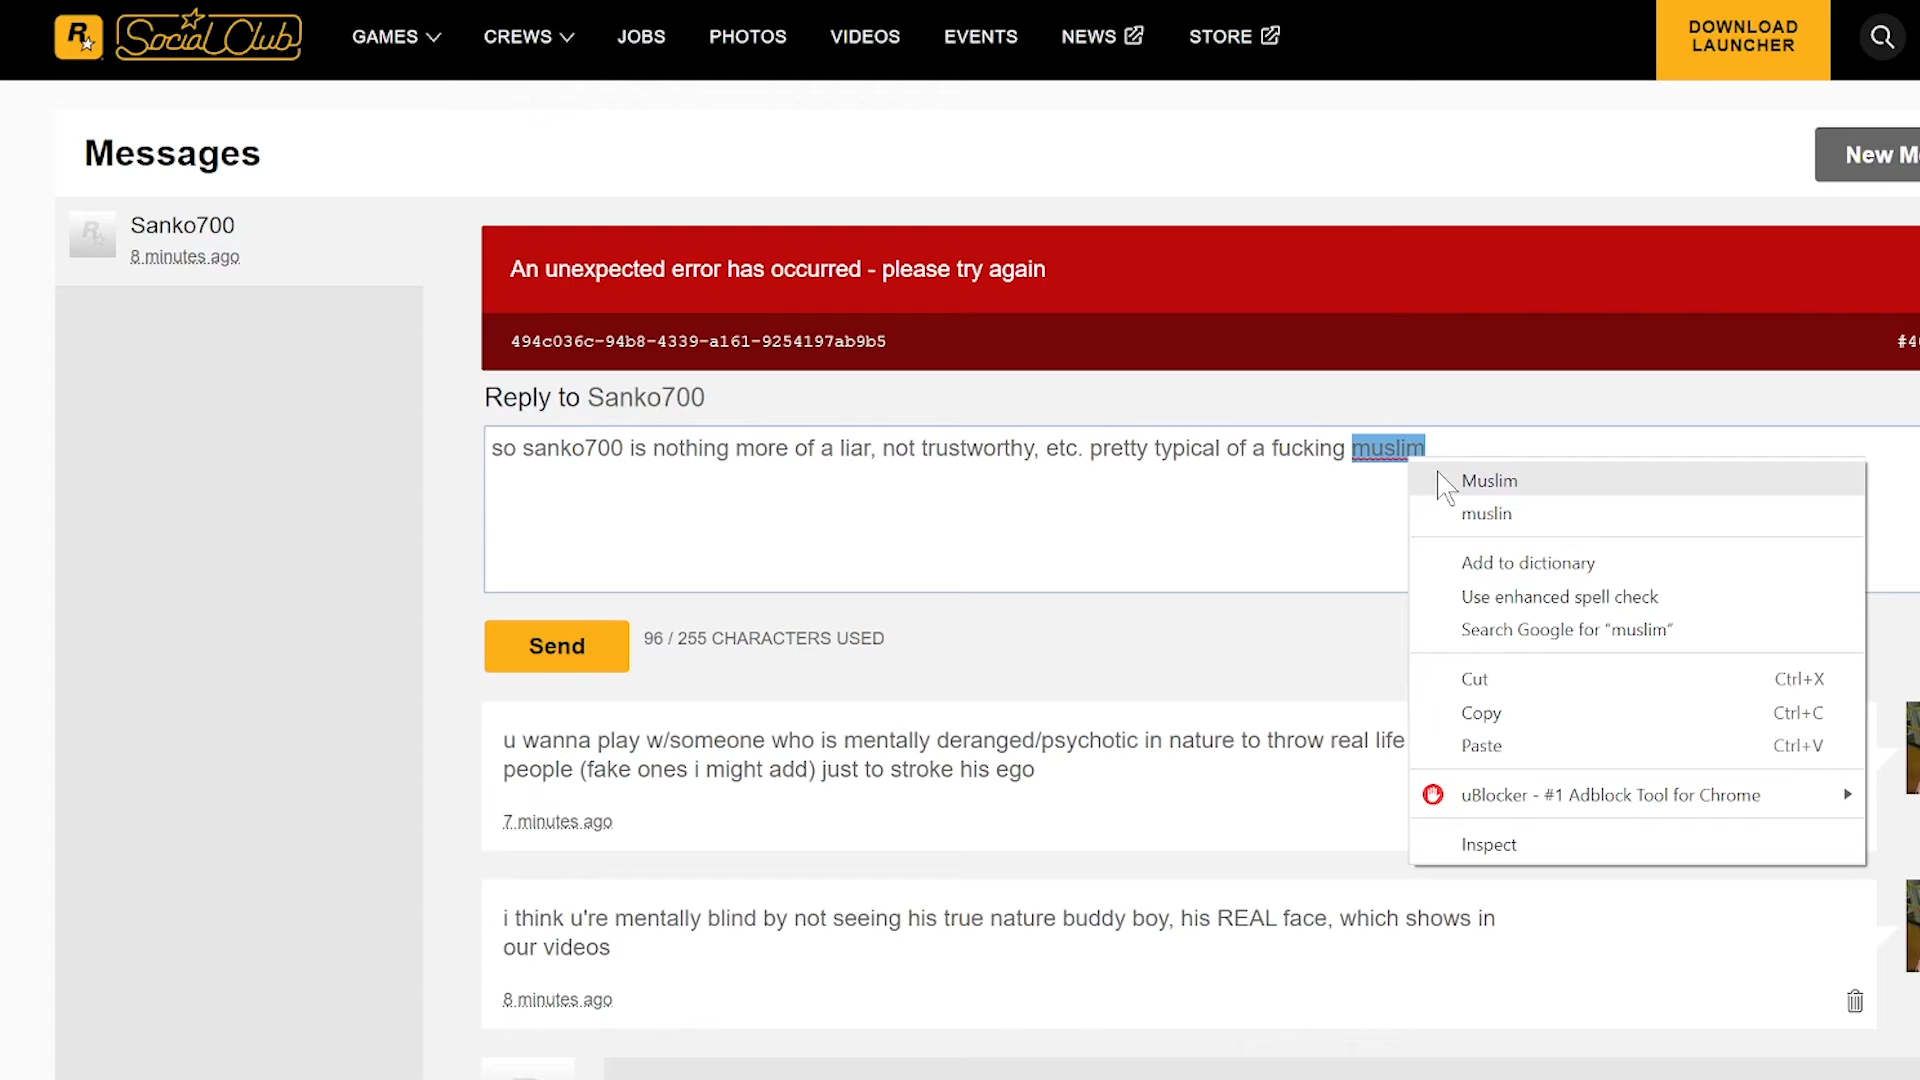 R
Social Club
GAMES
CREWS
JOBS
PHOTOS
VIDEOS
EVENTS
NEWS
STORE
DOWNLOAD
LAUNCHER
Messages
New M
Sanko700
8 minutes ago
An unexpected error has occurred - please try again
494c036c-94b8-4339-a161-9254197ab9b5
#4
Reply to Sanko700
so sanko700 is nothing more of a liar, not trustworthy, etc. pretty typical of a fucking muslim
Muslim
muslin
Add to dictionary
Use enhanced spell check
Search Google for “muslim”
Cut Ctrl+X
Copy Ctrl+C
Paste Ctrl+V
uBlocker - #1 Adblock Tool for Chrome
Inspect
Send
96 / 255 CHARACTERS USED
u wanna play w/someone who is mentally deranged/psychotic in nature to throw real life
people (fake ones i might add) just to stroke his ego
7 minutes ago
i think u're mentally blind by not seeing his true nature buddy boy, his REAL face, which shows in
our videos
8 minutes ago